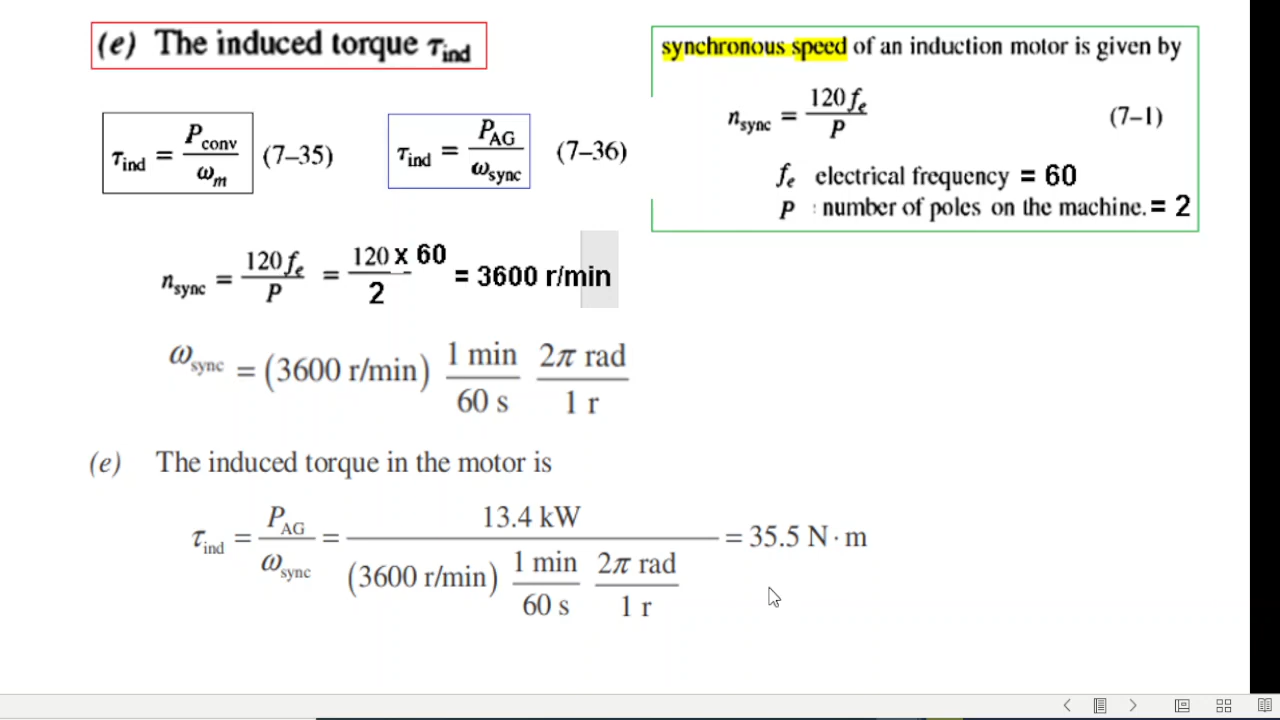 (e) The induced torque τind
synchronous speed of an induction motor is given by
nsync = 120fe / P (7–1)
fe electrical frequency = 60
P : number of poles on the machine. = 2
τind = Pconv / ωm (7–35)
τind = PAG / ωsync (7–36)
nsync = 120fe / P = 120 x 60 / 2 = 3600 r/min
ωsync = (3600 r/min) 1 min / 60 s 2π rad / 1 r
(e) The induced torque in the motor is
τind = PAG / ωsync = 13.4 kW / (3600 r/min) 1 min / 60 s 2π rad / 1 r = 35.5 N·m